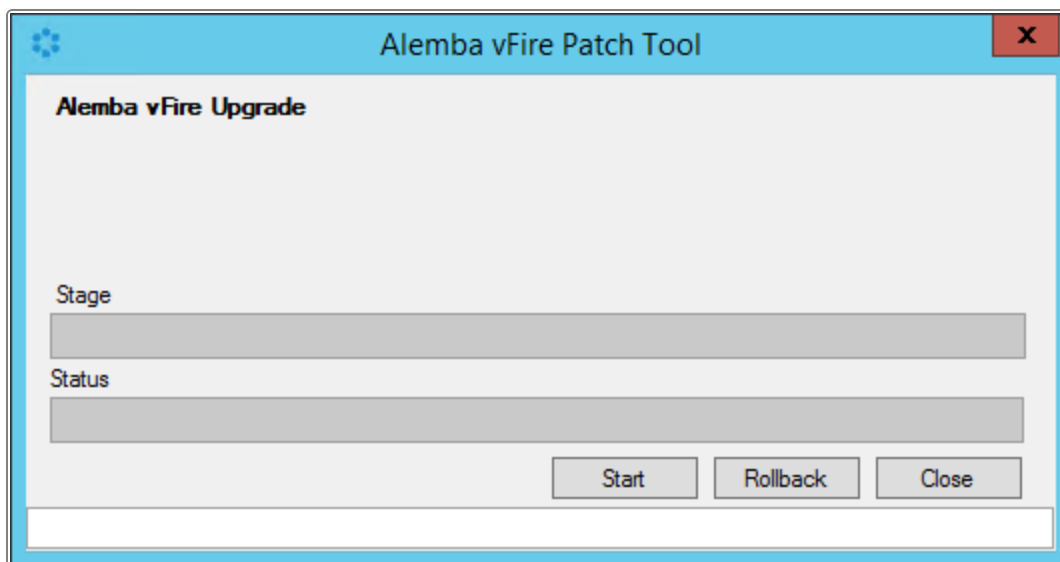 Alemba vFire Patch Tool
x
Alemba vFire Upgrade
Stage
Status
Start Rollback Close